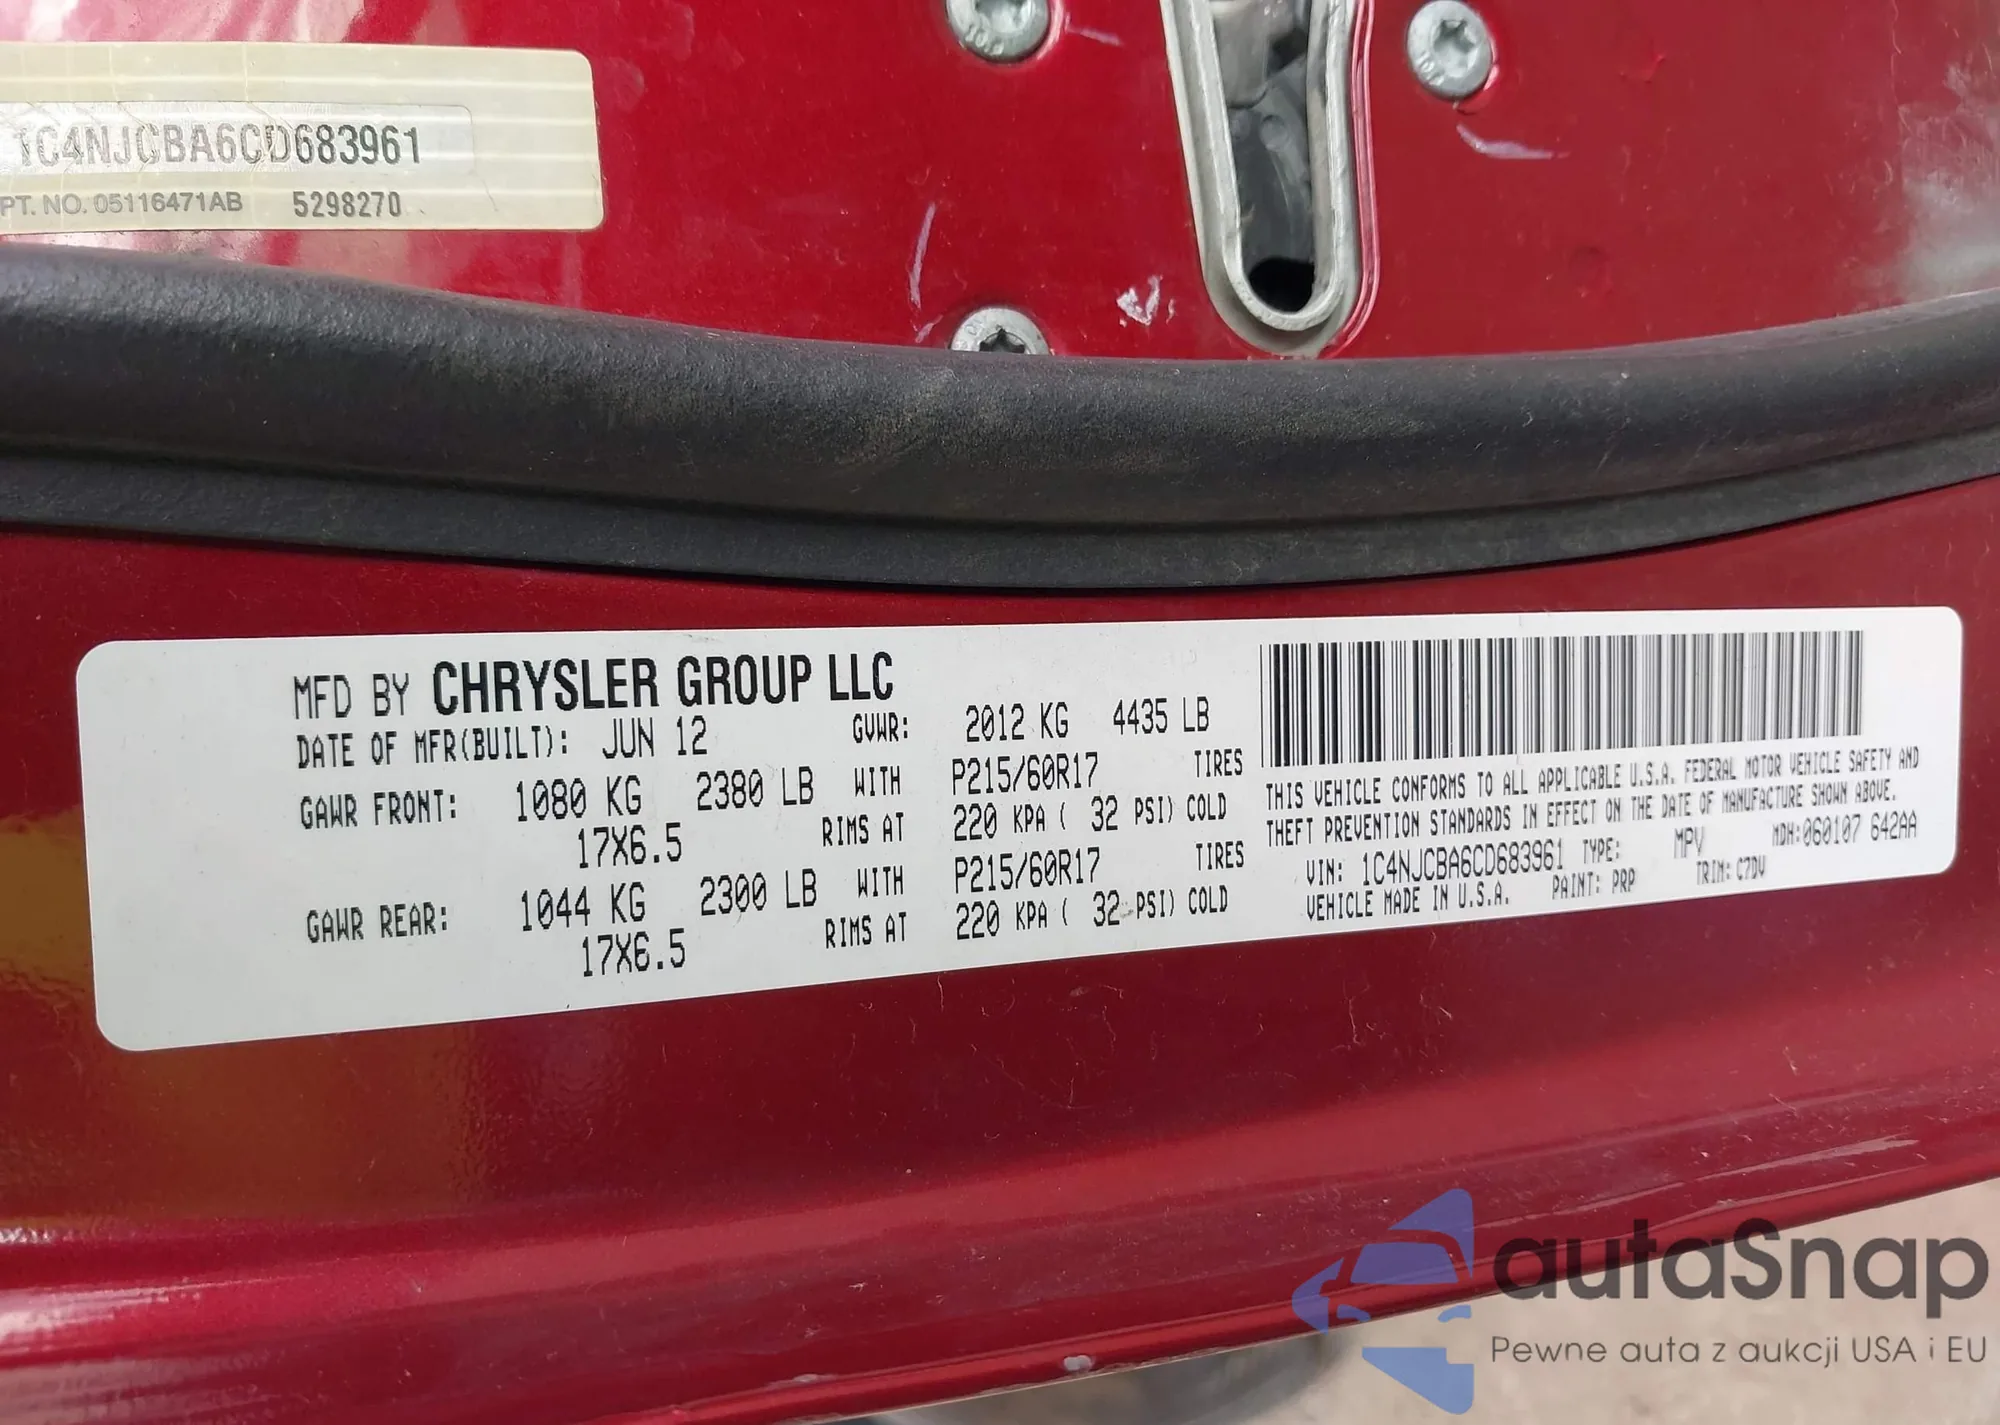 1C4NJCBA6CD683961
PT. NO. 05116471AB 5298270
MFD BY CHRYSLER GROUP LLC
DATE OF MFR(BUILT): JUN 12 GVWR: 2012 KG 4435 LB
GAWR FRONT: 1080 KG 2380 LB WITH P215/60R17 TIRES
17X6.5 RIMS AT 220 KPA ( 32 PSI) COLD
GAWR REAR: 1044 KG 2300 LB WITH P215/60R17 TIRES
17X6.5 RIMS AT 220 KPA ( 32 PSI) COLD
THIS VEHICLE CONFORMS TO ALL APPLICABLE U.S.A. FEDERAL MOTOR VEHICLE SAFETY AND
THEFT PREVENTION STANDARDS IN EFFECT ON THE DATE OF MANUFACTURE SHOWN ABOVE.
VIN: 1C4NJCBA6CD683961 TYPE: MPV MDH:060107 642AA
VEHICLE MADE IN U.S.A. PAINT: PRP TRIM: C7DV
autoSnap
Pewne auta z aukcji USA i EU